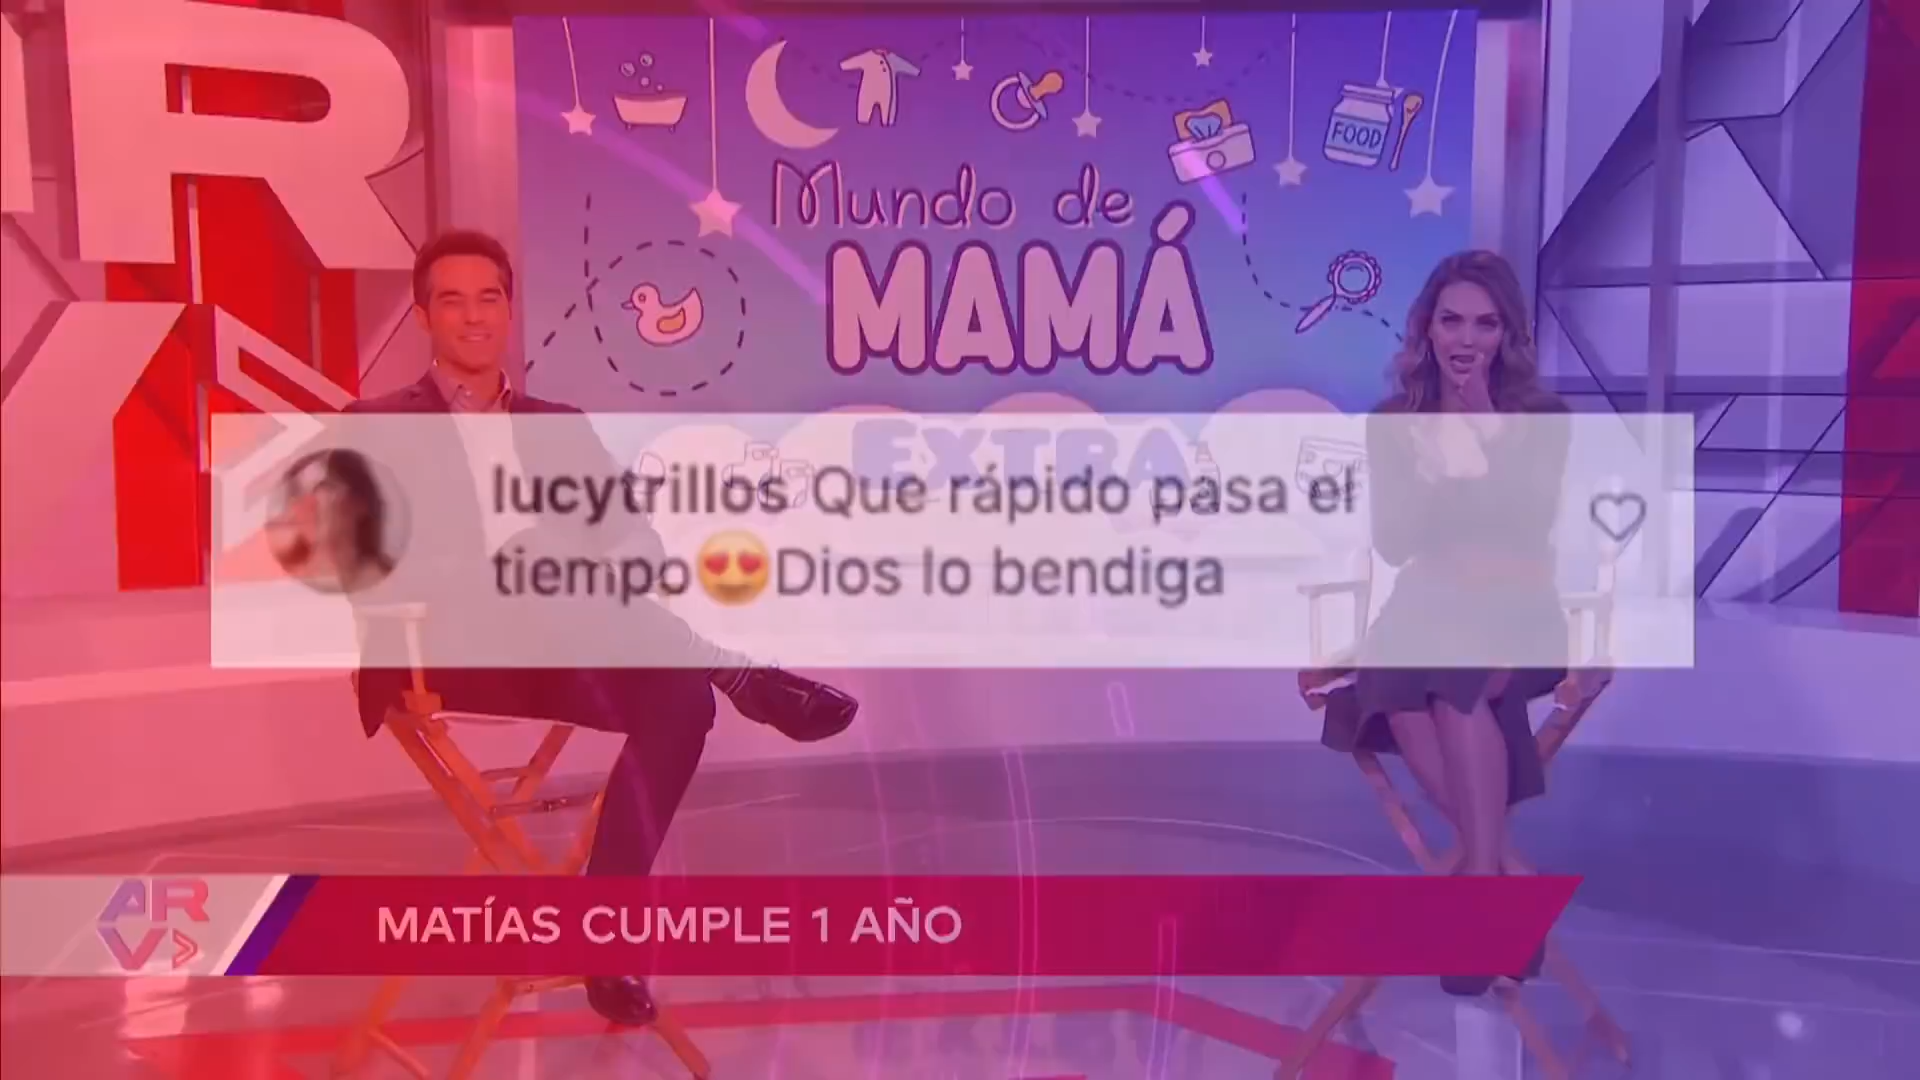 R
FOOD
Mundo de
MAMÁ
EXTRA
lucytrillos Que rápido pasa el
tiempo😍Dios lo bendiga
ARV
MATÍAS CUMPLE 1 AÑO